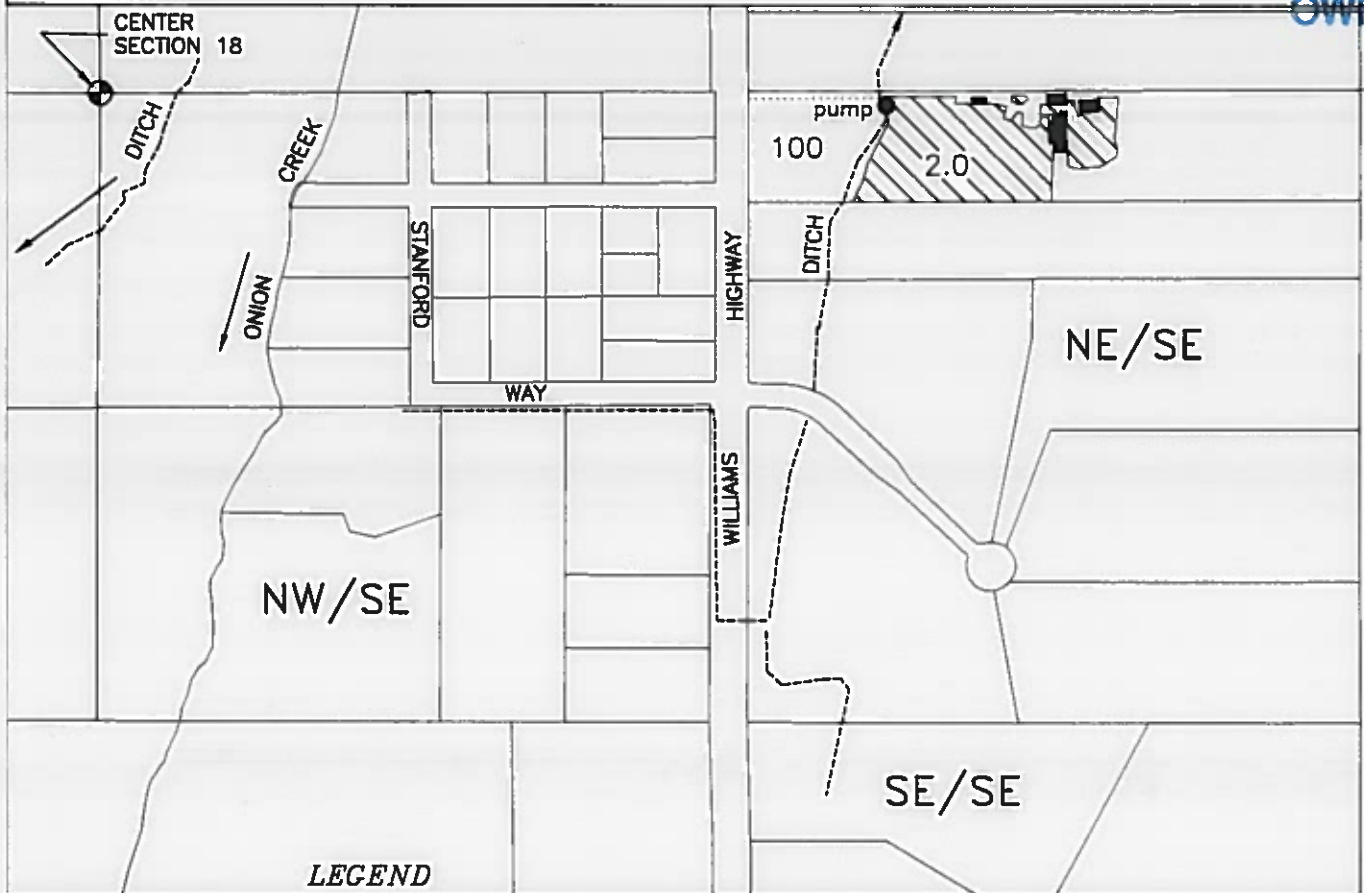 CENTER
SECTION 18
DITCH
CREEK
ONION
STANFORD
WAY
HIGHWAY
WILLIAMS
pump
100
2.0
DITCH
NE/SE
NW/SE
SE/SE
LEGEND